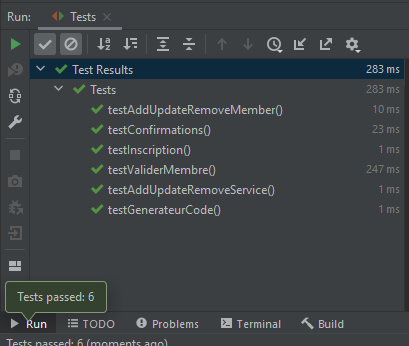 Run: Tests
Test Results 283 ms
Tests 283 ms
testAddUpdateRemoveMember() 10 ms
testConfirmations() 23 ms
testInscription() 1 ms
testValiderMembre() 247 ms
testAddUpdateRemoveService() 1 ms
testGenerateurCode() 1 ms
Tests passed: 6
Run TODO Problems Terminal Build
Tests passed: 6 (moments ago)